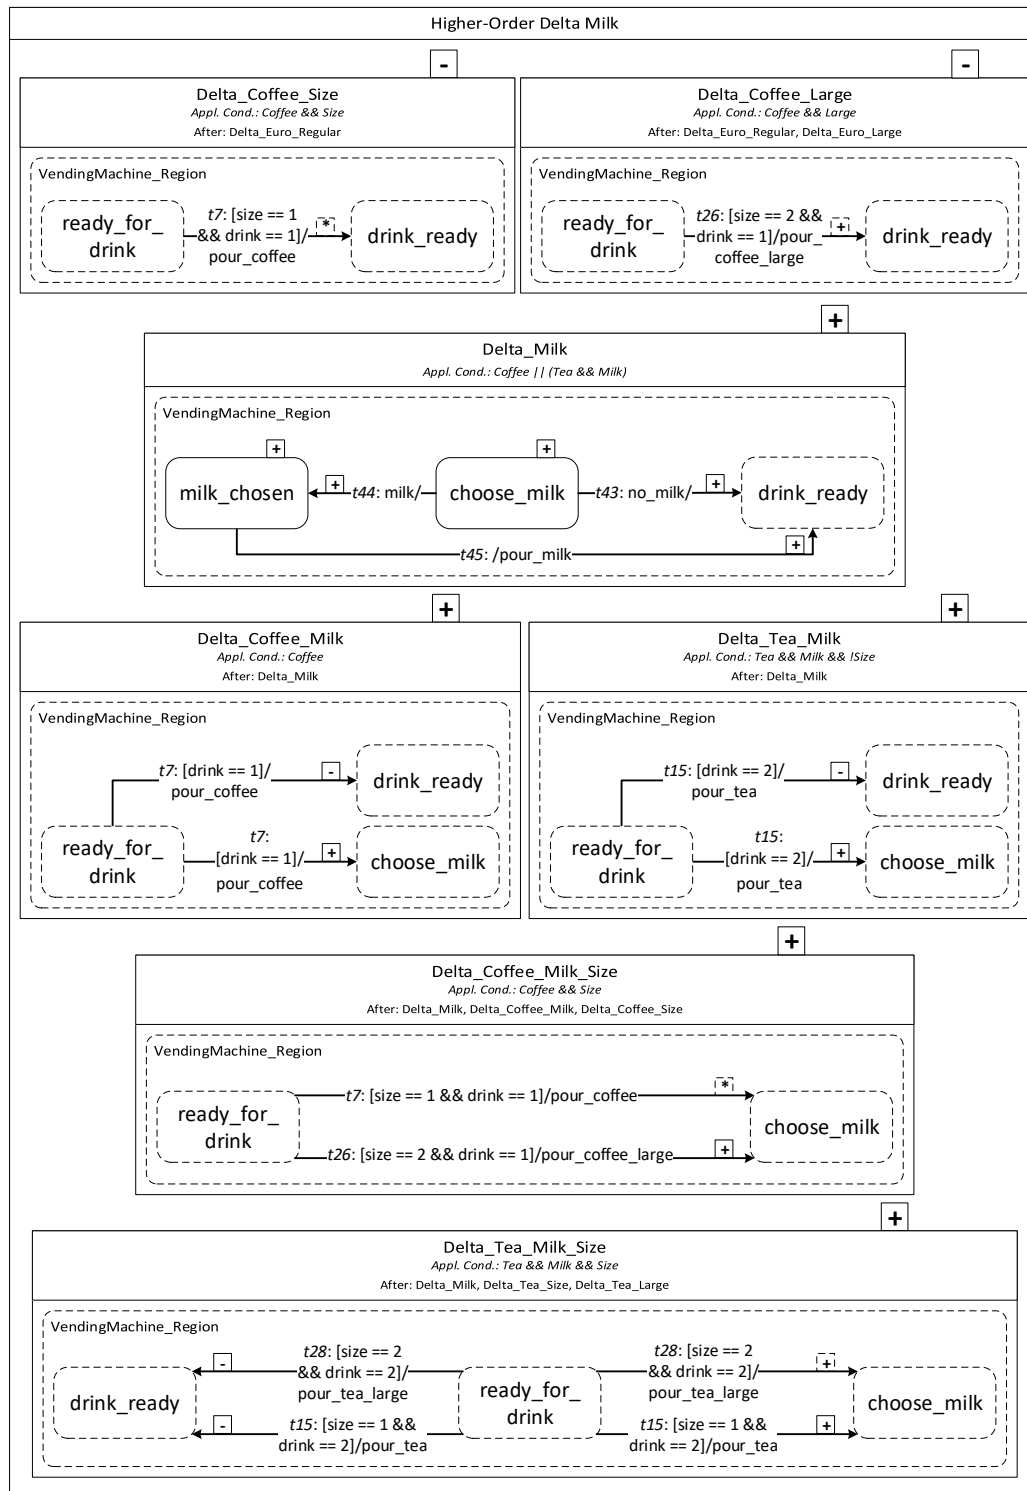 Higher-Order Delta Milk
-
-
Delta_Coffee_Size
Appl. Cond.: Coffee && Size
After: Delta_Euro_Regular
VendingMachine_Region
ready_for_
drink
t7: [size == 1
&& drink == 1]/
pour_coffee
*
drink_ready
Delta_Coffee_Large
Appl. Cond.: Coffee && Large
After: Delta_Euro_Regular, Delta_Euro_Large
VendingMachine_Region
ready_for_
drink
t26: [size == 2 &&
drink == 1]/pour_
coffee_large
+
drink_ready
+
Delta_Milk
Appl. Cond.: Coffee || (Tea && Milk)
VendingMachine_Region
+
+
milk_chosen
+
t44: milk/
choose_milk
t43: no_milk/
+
drink_ready
t45: /pour_milk
+
+
+
Delta_Coffee_Milk
Appl. Cond.: Coffee
After: Delta_Milk
VendingMachine_Region
t7: [drink == 1]/
pour_coffee
-
drink_ready
ready_for_
drink
t7:
[drink == 1]/
pour_coffee
+
choose_milk
Delta_Tea_Milk
Appl. Cond.: Tea && Milk && !Size
After: Delta_Milk
VendingMachine_Region
t15: [drink == 2]/
pour_tea
-
drink_ready
ready_for_
drink
t15:
[drink == 2]/
pour_tea
+
choose_milk
+
Delta_Coffee_Milk_Size
Appl. Cond.: Coffee && Size
After: Delta_Milk, Delta_Coffee_Milk, Delta_Coffee_Size
VendingMachine_Region
ready_for_
drink
t7: [size == 1 && drink == 1]/pour_coffee
*
t26: [size == 2 && drink == 1]/pour_coffee_large
+
choose_milk
+
Delta_Tea_Milk_Size
Appl. Cond.: Tea && Milk && Size
After: Delta_Milk, Delta_Tea_Size, Delta_Tea_Large
VendingMachine_Region
drink_ready
-
t28: [size == 2
&& drink == 2]/
pour_tea_large
-
t15: [size == 1 &&
drink == 2]/pour_tea
ready_for_
drink
t28: [size == 2
&& drink == 2]/
pour_tea_large
+
t15: [size == 1 &&
drink == 2]/pour_tea
+
choose_milk